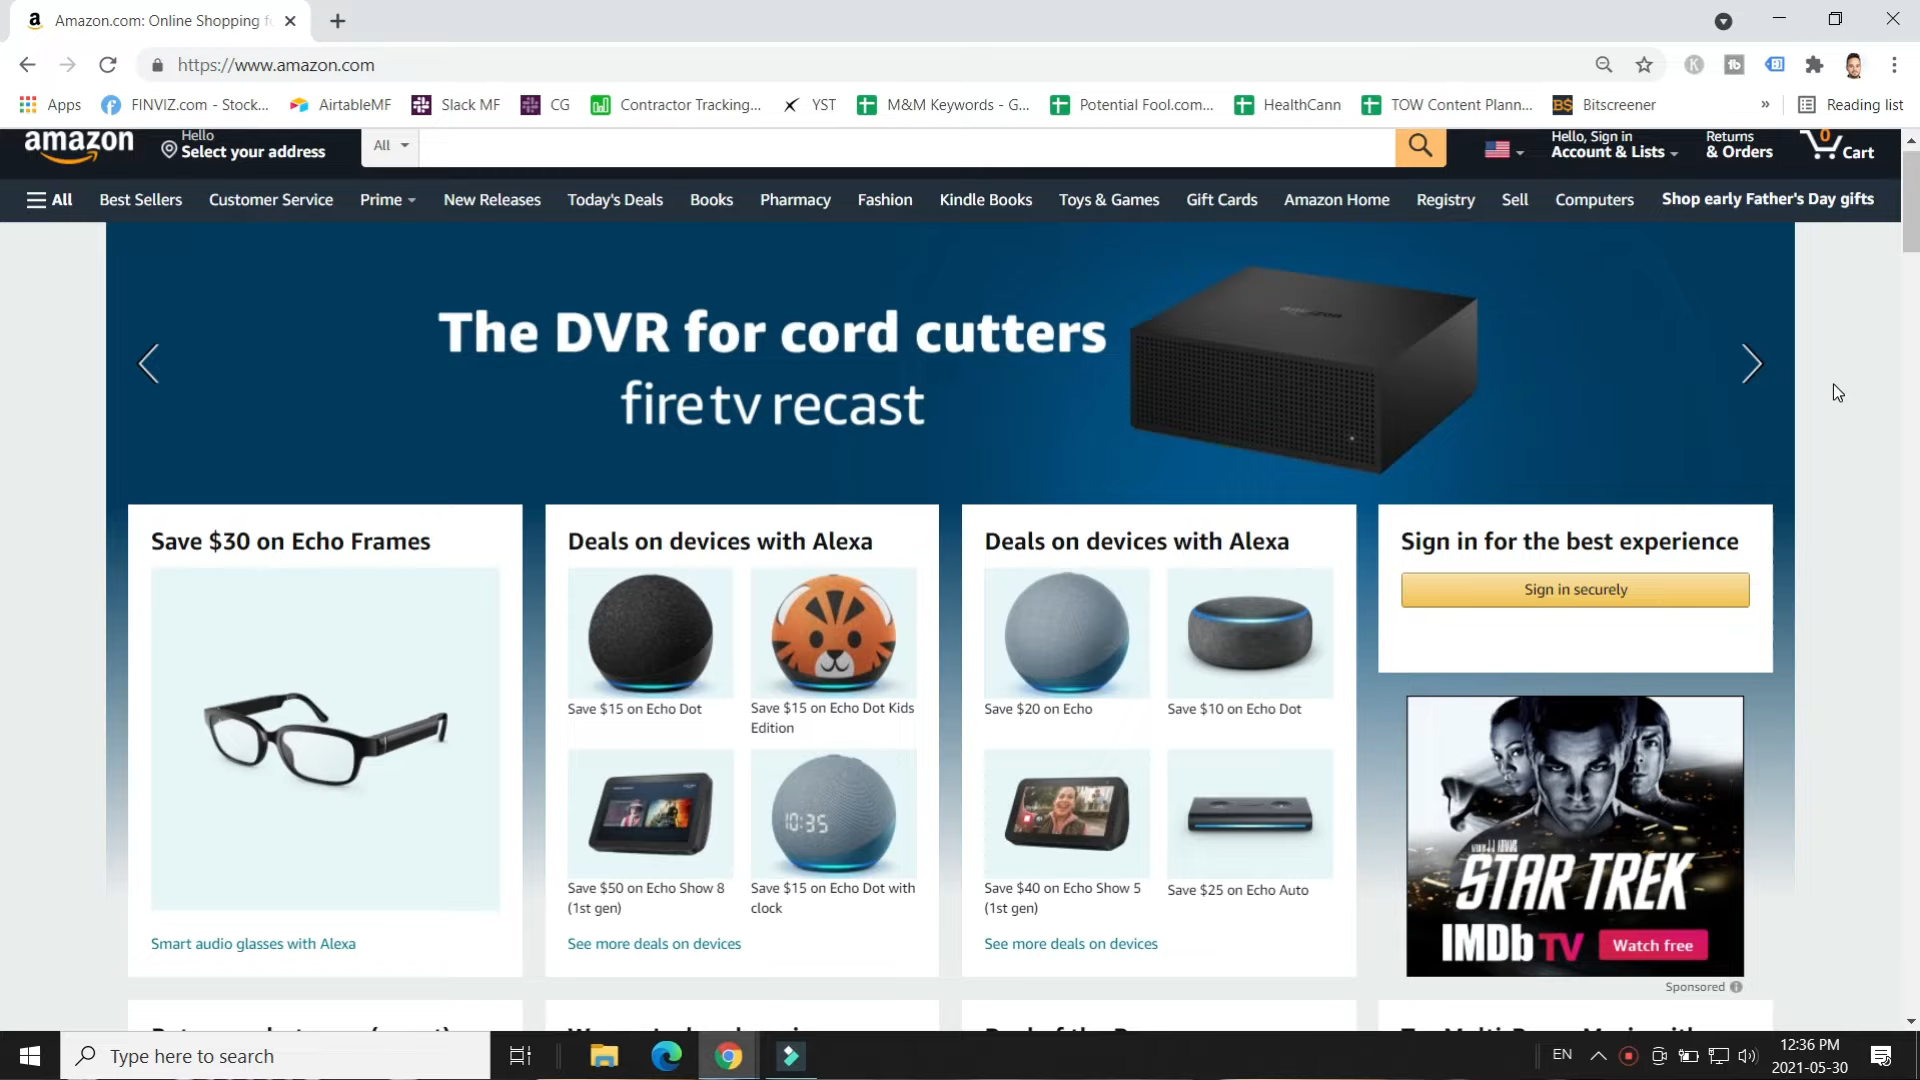 Amazon.com: Online Shopping f
https://www.amazon.com
Apps
FINVIZ.com - Stock...
AirtableMF
Slack MF
CG
Contractor Tracking...
YST
M&M Keywords - G...
Potential Fool.com...
HealthCann
TOW Content Plann...
B$ Bitscreener
»
Reading list
amazon
Hello
Select your address
All
Hello, Sign in
Account & Lists
Returns
& Orders
0
Cart
All
Best Sellers
Customer Service
Prime
New Releases
Today's Deals
Books
Pharmacy
Fashion
Kindle Books
Toys & Games
Gift Cards
Amazon Home
Registry
Sell
Computers
Shop early Father's Day gifts
The DVR for cord cutters
fire tv recast
amazon
Save $30 on Echo Frames
Smart audio glasses with Alexa
Deals on devices with Alexa
Save $15 on Echo Dot
Save $15 on Echo Dot Kids
Edition
Save $50 on Echo Show 8
(1st gen)
10:35
Save $15 on Echo Dot with
clock
See more deals on devices
Deals on devices with Alexa
Save $20 on Echo
Save $10 on Echo Dot
Save $40 on Echo Show 5
(1st gen)
Save $25 on Echo Auto
See more deals on devices
Sign in for the best experience
Sign in securely
STAR TREK
IMDb TV
Watch free
Sponsored
Type here to search
EN
12:36 PM
2021-05-30